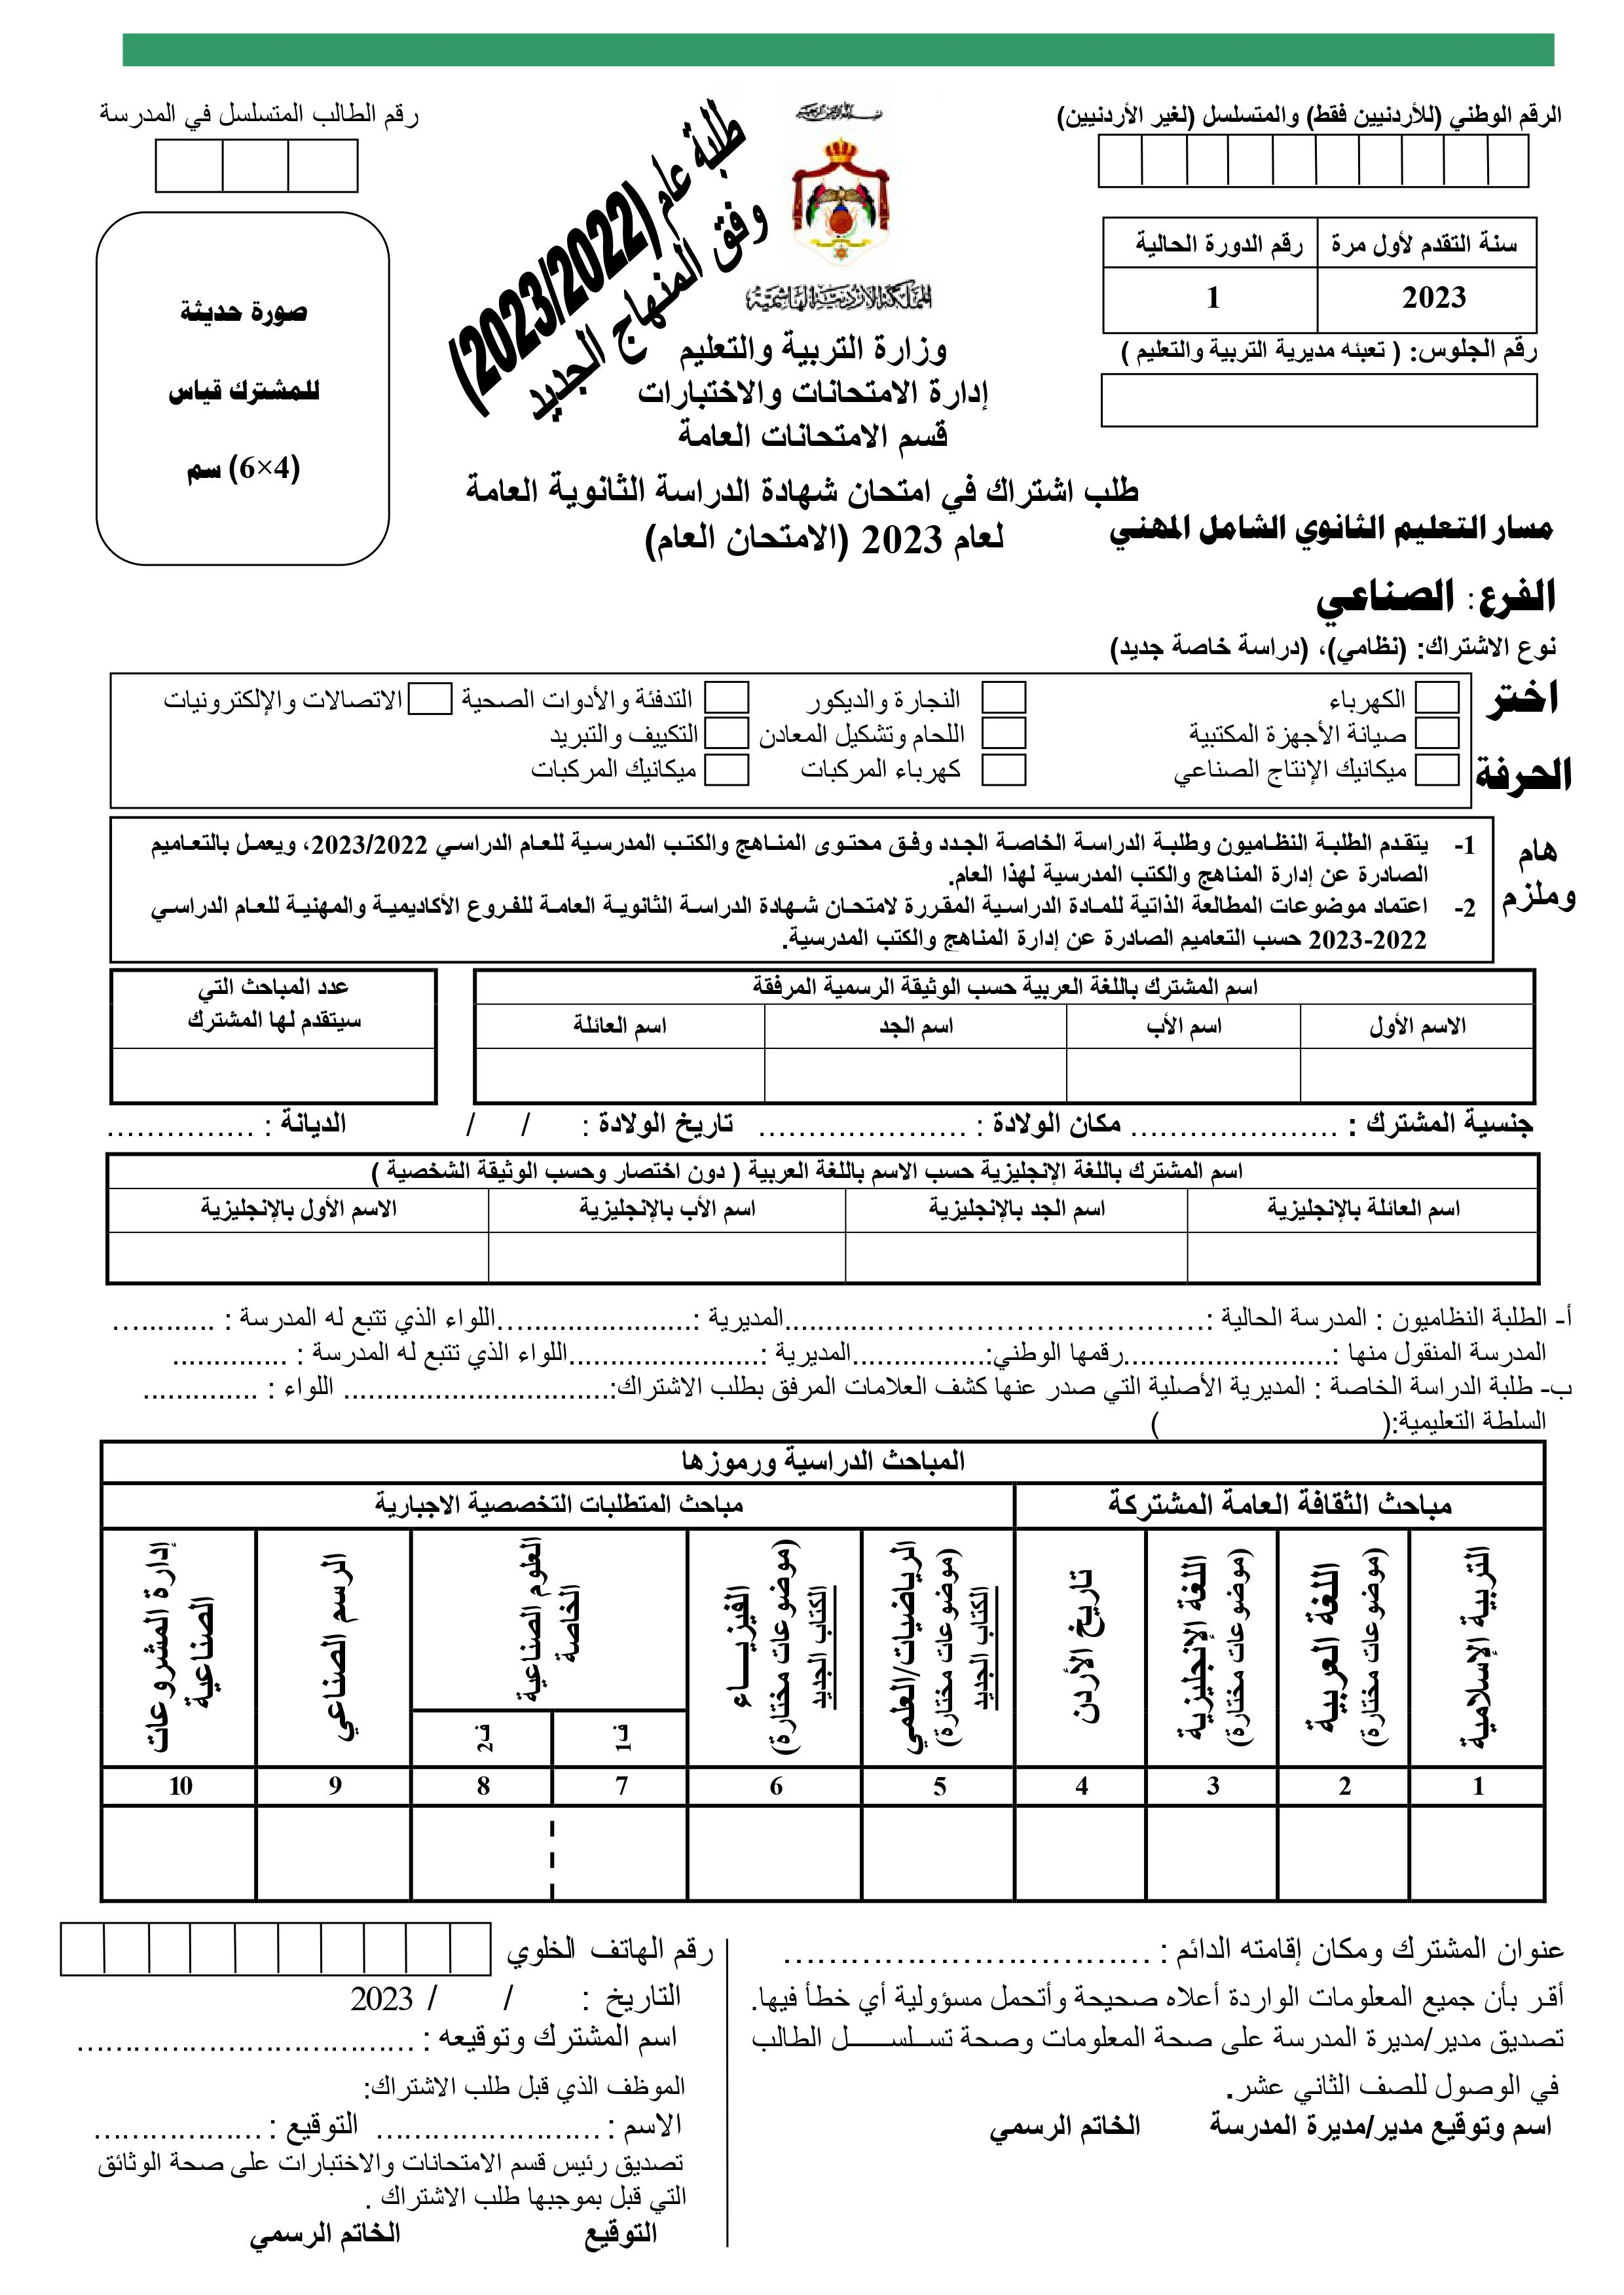 الرقم الوطني (للأردنيين فقط) والمتسلسل (لغير الأردنيين)
رقم الطالب المتسلسل في المدرسة
طلبة عام (2023/2022)
وفق المنهاج الجديد
المملكة الأردنية الهاشمية
سنة التقدم لأول مرة
رقم الدورة الحالية
2023
1
رقم الجلوس: ( تعبئه مديرية التربية والتعليم )
صورة حديثة
للمشترك قياس
(4×6) سم
وزارة التربية والتعليم
إدارة الامتحانات والاختبارات
قسم الامتحانات العامة
طلب اشتراك في امتحان شهادة الدراسة الثانوية العامة
لعام 2023 (الامتحان العام)
مسار التعليم الثانوي الشامل المهني
الفرع: الصناعي
نوع الاشتراك: (نظامي)، (دراسة خاصة جديد)
اختر
الحرفة
الكهرباء النجارة والديكور التدفئة والأدوات الصحية الاتصالات والإلكترونيات
صيانة الأجهزة المكتبية اللحام وتشكيل المعادن التكييف والتبريد
ميكانيك الإنتاج الصناعي كهرباء المركبات ميكانيك المركبات
هام
وملزم
1- يتقدم الطلبة النظاميون وطلبة الدراسة الخاصة الجدد وفق محتوى المناهج والكتب المدرسية للعام الدراسي 2023/2022، ويعمل بالتعاميم
الصادرة عن إدارة المناهج والكتب المدرسية لهذا العام.
2- اعتماد موضوعات المطالعة الذاتية للمادة الدراسية المقررة لامتحان شهادة الدراسة الثانوية العامة للفروع الأكاديمية والمهنية للعام الدراسي
2022-2023 حسب التعاميم الصادرة عن إدارة المناهج والكتب المدرسية.
اسم المشترك باللغة العربية حسب الوثيقة الرسمية المرفقة
الاسم الأول اسم الأب اسم الجد اسم العائلة
عدد المباحث التي
سيتقدم لها المشترك
جنسية المشترك : ..................... مكان الولادة : ..................... تاريخ الولادة : / / الديانة : ...............
اسم المشترك باللغة الإنجليزية حسب الاسم باللغة العربية ( دون اختصار وحسب الوثيقة الشخصية )
اسم العائلة بالإنجليزية اسم الجد بالإنجليزية اسم الأب بالإنجليزية الاسم الأول بالإنجليزية
أ- الطلبة النظاميون : المدرسة الحالية :..........................................المديرية :.......................اللواء الذي تتبع له المدرسة : ............
المدرسة المنقول منها :.........................رقمها الوطني:................المديرية :.......................اللواء الذي تتبع له المدرسة : ..............
ب- طلبة الدراسة الخاصة : المديرية الأصلية التي صدر عنها كشف العلامات المرفق بطلب الاشتراك:................................ اللواء : ..............
السلطة التعليمية:( )
المباحث الدراسية ورموزها
مباحث الثقافة العامة المشتركة
مباحث المتطلبات التخصصية الاجبارية
التربية الإسلامية
اللغة العربية
(موضوعات مختارة)
اللغة الإنجليزية
(موضوعات مختارة)
تاريخ الأردن
الرياضيات/العلمي
(موضوعات مختارة)
الكتاب الجديد
الفيزيـــاء
(موضوعات مختارة)
الكتاب الجديد
العلوم الصناعية
الخاصة
ف1
ف2
الرسم الصناعي
إدارة المشروعات
الصناعية
1 2 3 4 5 6 7 8 9 10
عنوان المشترك ومكان إقامته الدائم : .................................
أقـر بأن جميع المعلومات الواردة أعلاه صحيحة وأتحمل مسؤولية أي خطأ فيها.
تصديق مدير/مديرة المدرسة على صحة المعلومات وصحة تســلســـــــل الطالب
في الوصول للصف الثاني عشر.
اسم وتوقيع مدير/مديرة المدرسة الخاتم الرسمي
رقم الهاتف الخلوي
التاريخ : / / 2023
اسم المشترك وتوقيعه : ...................................
الموظف الذي قبل طلب الاشتراك:
الاسم : ........................ التوقيع : ..................
تصديق رئيس قسم الامتحانات والاختبارات على صحة الوثائق
التي قبل بموجبها طلب الاشتراك .
التوقيع الخاتم الرسمي